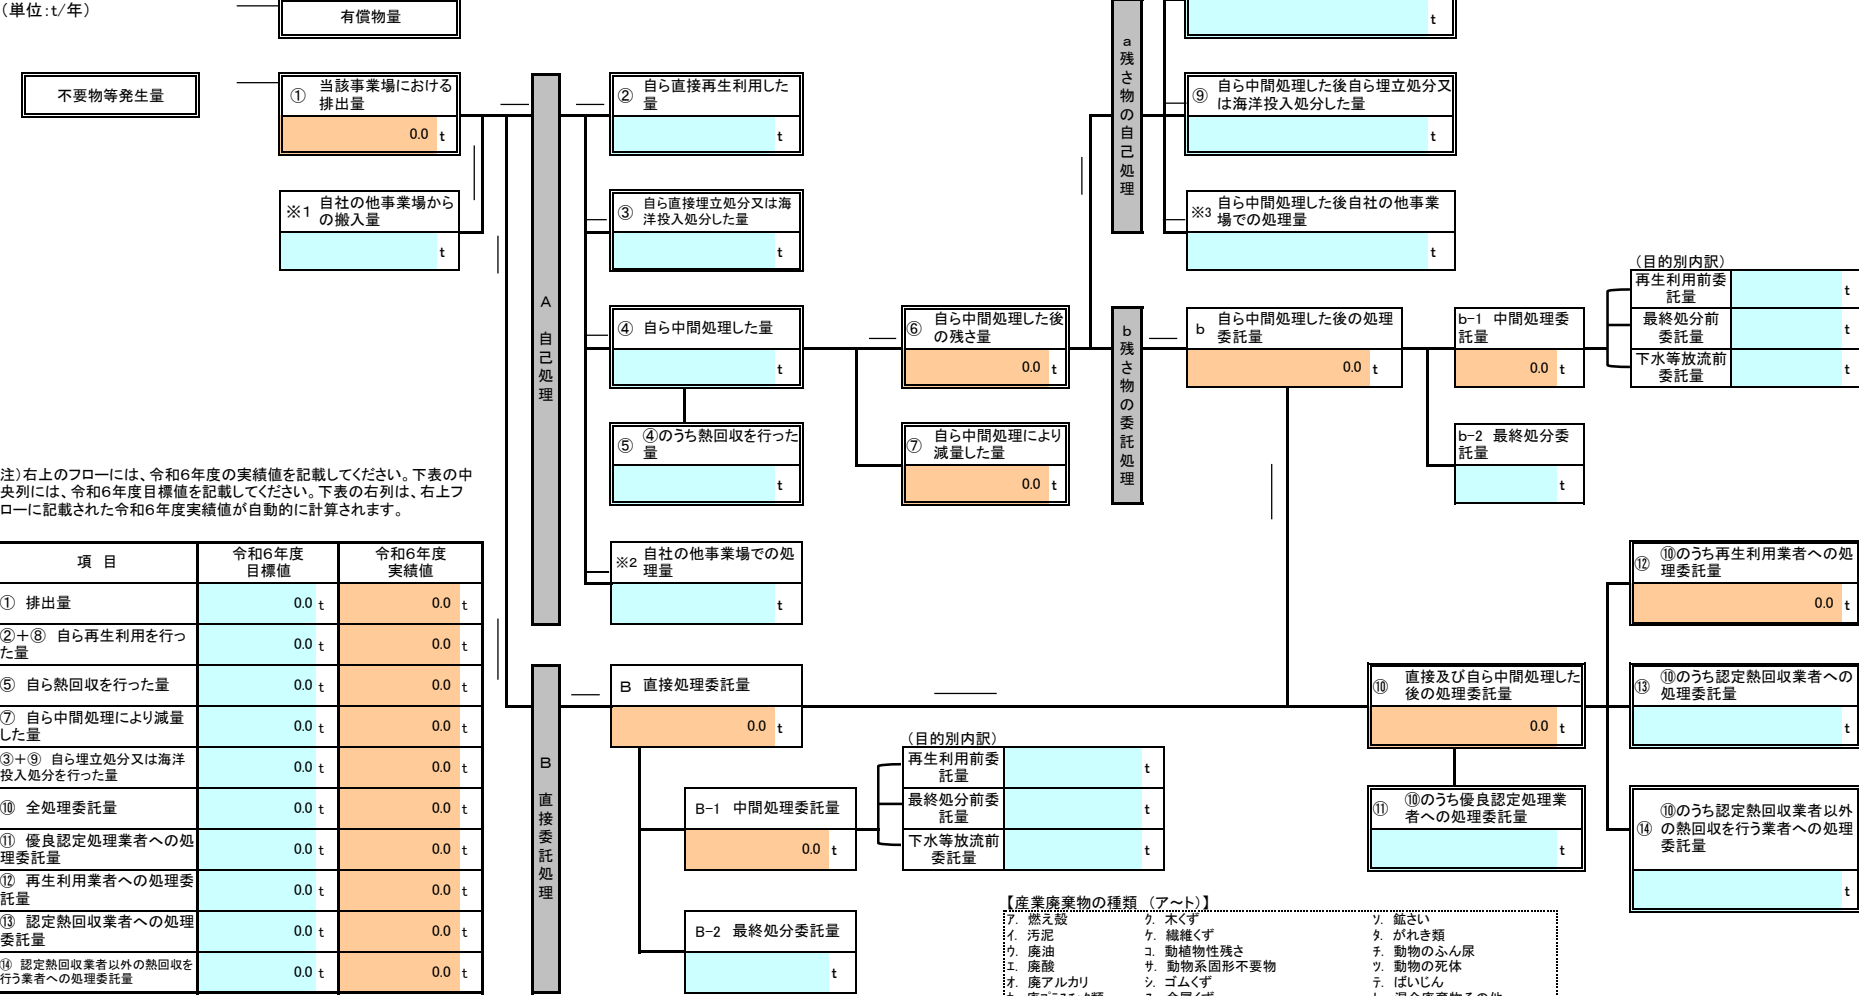 （単位：t/年）
有償物量
不要物等発生量
① 当該事業場における
排出量
0.0 t
※1 自社の他事業場から
の搬入量
t
A 自己処理
② 自ら直接再生利用した
量
t
③ 自ら直接埋立処分又は海
洋投入処分した量
t
④ 自ら中間処理した量
t
⑤ ④のうち熱回収を行った
量
t
※2 自社の他事業場での処
理量
t
⑥ 自ら中間処理した後
の残さ量
0.0 t
⑦ 自ら中間処理により
減量した量
0.0 t
a 残さ物の自己処理
t
⑨ 自ら中間処理した後自ら埋立処分又
は海洋投入処分した量
t
※3 自ら中間処理した後自社の他事業
場での処理量
t
b 残さ物の委託処理
b 自ら中間処理した後の処理
委託量
0.0 t
b-1 中間処理委
託量
0.0 t
（目的別内訳）
再生利用前委
託量
t
最終処分前
委託量
t
下水等放流前
委託量
t
b-2 最終処分委
託量
t
注）右上のフローには、令和6年度の実績値を記載してください。下表の中
央列には、令和6年度目標値を記載してください。下表の右列は、右上フ
ローに記載された令和6年度実績値が自動的に計算されます。
項 目
令和6年度
目標値
令和6年度
実績値
① 排出量 0.0 t 0.0 t
②＋⑧ 自ら再生利用を行っ
た量 0.0 t 0.0 t
⑤ 自ら熱回収を行った量 0.0 t 0.0 t
⑦ 自ら中間処理により減量
した量 0.0 t 0.0 t
③＋⑨ 自ら埋立処分又は海洋
投入処分を行った量 0.0 t 0.0 t
⑩ 全処理委託量 0.0 t 0.0 t
⑪ 優良認定処理業者への処
理委託量 0.0 t 0.0 t
⑫ 再生利用業者への処理委
託量 0.0 t 0.0 t
⑬ 認定熱回収業者への処理
委託量 0.0 t 0.0 t
⑭ 認定熱回収業者以外の熱回収を
行う業者への処理委託量 0.0 t 0.0 t
B 直接委託処理
B 直接処理委託量
0.0 t
B-1 中間処理委託量
0.0 t
（目的別内訳）
再生利用前委
託量
t
最終処分前委
託量
t
下水等放流前
委託量
t
B-2 最終処分委託量
t
⑩ 直接及び自ら中間処理した
後の処理委託量
0.0 t
⑪ ⑩のうち優良認定処理業
者への処理委託量
t
⑫ ⑩のうち再生利用業者への処
理委託量
0.0 t
⑬ ⑩のうち認定熱回収業者への
処理委託量
t
⑭ ⑩のうち認定熱回収業者以外
の熱回収を行う業者への処理
委託量
t
【産業廃棄物の種類 （ア～ト）】
ア. 燃え殻 ク. 木くず ソ. 鉱さい
イ. 汚泥 ケ. 繊維くず タ. がれき類
ウ. 廃油 コ. 動植物性残さ チ. 動物のふん尿
エ. 廃酸 サ. 動物系固形不要物 ツ. 動物の死体
オ. 廃アルカリ シ. ゴムくず テ. ばいじん